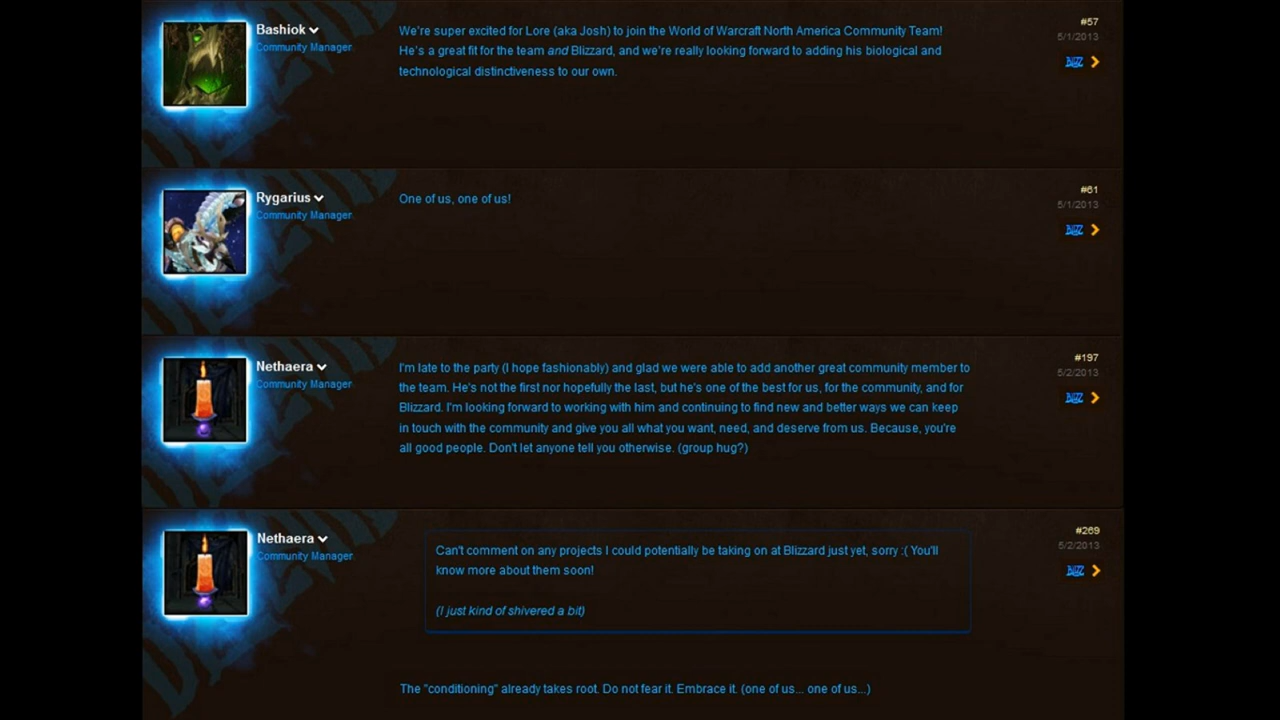 Bashiok
Community Manager
We're super excited for Lore (aka Josh) to join the World of Warcraft North America Community Team!
He's a great fit for the team and Blizzard, and we're really looking forward to adding his biological and
technological distinctiveness to our own.
#57
5/1/2013
BLIZZ
Rygarius
Community Manager
One of us, one of us!
#61
5/1/2013
BLIZZ
Nethaera
Community Manager
I'm late to the party (I hope fashionably) and glad we were able to add another great community member to
the team. He's not the first nor hopefully the last, but he's one of the best for us, for the community, and for
Blizzard. I'm looking forward to working with him and continuing to find new and better ways we can keep
in touch with the community and give you all what you want, need, and deserve from us. Because, you're
all good people. Don't let anyone tell you otherwise. (group hug?)
#197
5/2/2013
BLIZZ
Nethaera
Community Manager
Can't comment on any projects I could potentially be taking on at Blizzard just yet, sorry :( You'll
know more about them soon!
(I just kind of shivered a bit)
The "conditioning" already takes root. Do not fear it. Embrace it. (one of us... one of us...)
#269
5/2/2013
BLIZZ